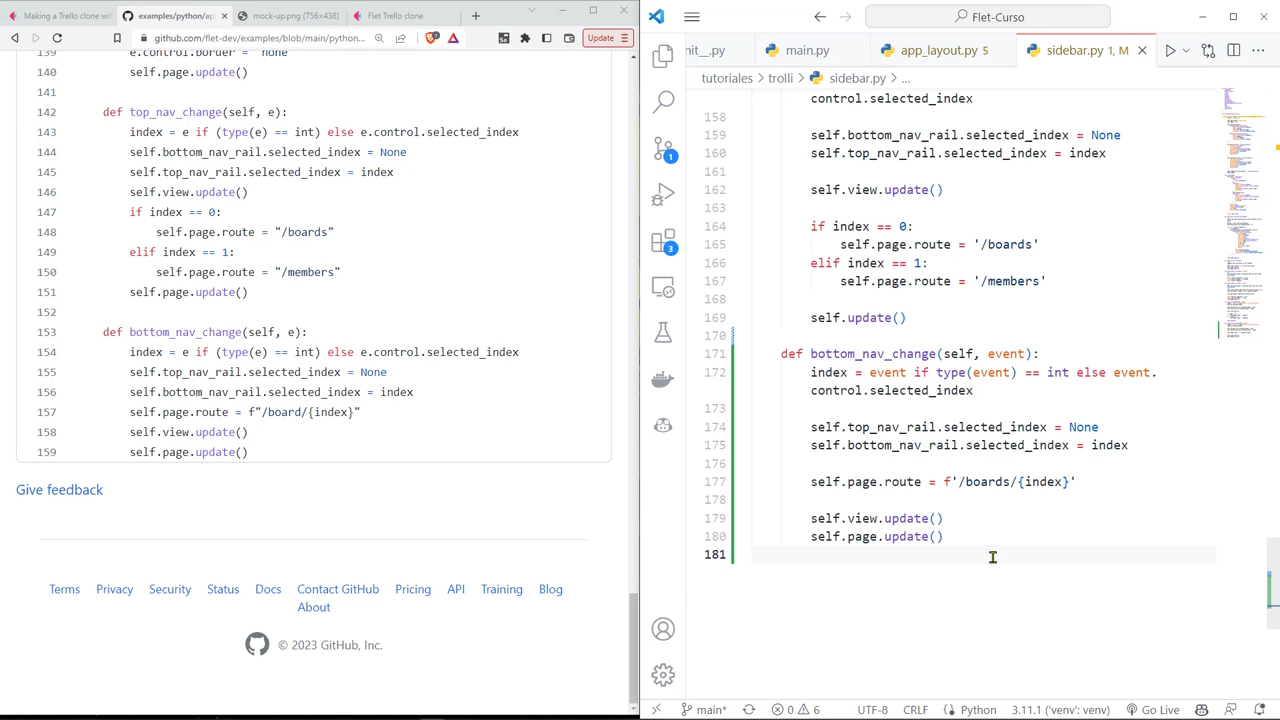 Making a Trello clone with
examples/python/ap
mock-up.png (756×438)
Flet Trello clone
github.com/flet-dev/examples/blob/main/python...
Update
139
e.control.border = none
140 self.page.update()
141
142 def top_nav_change(self, e):
143 index = e if (type(e) == int) else e.control.selected_index
144 self.bottom_nav_rail.selected_index = None
145 self.top_nav_rail.selected_index = index
146 self.view.update()
147 if index == 0:
148 self.page.route = "/boards"
149 elif index == 1:
150 self.page.route = "/members"
151 self.page.update()
152
153 def bottom_nav_change(self, e):
154 index = e if (type(e) == int) else e.control.selected_index
155 self.top_nav_rail.selected_index = None
156 self.bottom_nav_rail.selected_index = index
157 self.page.route = f"/board/{index}"
158 self.view.update()
159 self.page.update()
Give feedback
Terms Privacy Security Status Docs Contact GitHub Pricing API Training Blog
About
© 2023 GitHub, Inc.
Flet-Curso
nit__.py
main.py
app_layout.py 5
sidebar.py 1, M
tutoriales > trolli > sidebar.py > ...
control.selected_index
158
159 self.bottom_nav_rail.selected_index = None
160 self.top_nav_rail.selected_index = index
161
162 self.view.update()
163
164 if index == 0:
165 self.page.route = '/boards'
166 elif index == 1:
167 self.page.route = '/members'
168
169 self.update()
170
171 def bottom_nav_change(self, event):
172 index = event if type(event) == int else event.
control.selected_index
173
174 self.top_nav_rail.selected_index = None
175 self.bottom_nav_rail.selected_index = index
176
177 self.page.route = f'/boards/{index}'
178
179 self.view.update()
180 self.page.update()
181
1
3
main*
0
6
UTF-8
CRLF
Python
3.11.1 ('venv': venv)
Go Live